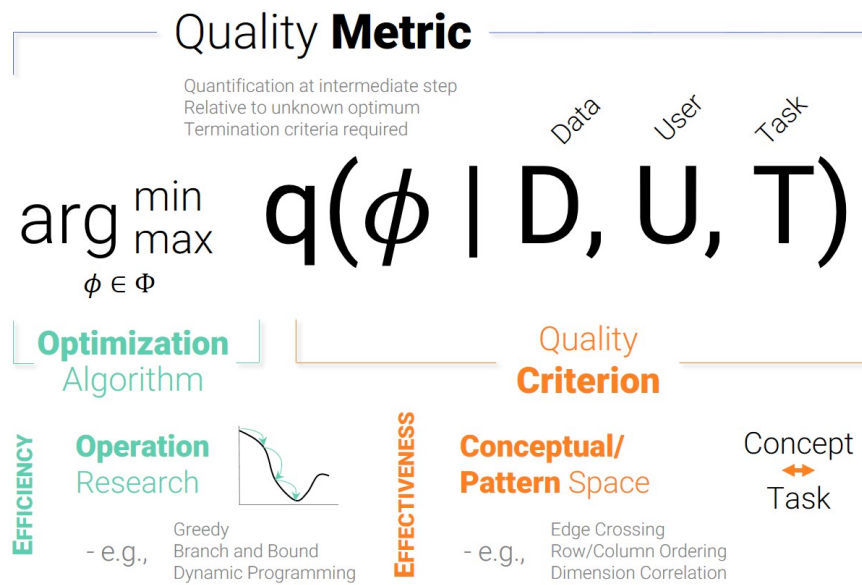 Quality Metric
Quantification at intermediate step
Relative to unknown optimum
Termination criteria required
Data
User
Task
arg min max
ϕ ∈ Φ
q(ϕ | D, U, T)
Optimization
Algorithm
Quality
Criterion
EFFICIENCY
Operation
Research
- e.g.,
Greedy
Branch and Bound
Dynamic Programming
EFFECTIVENESS
Conceptual/
Pattern Space
- e.g.,
Edge Crossing
Row/Column Ordering
Dimension Correlation
Concept
Task